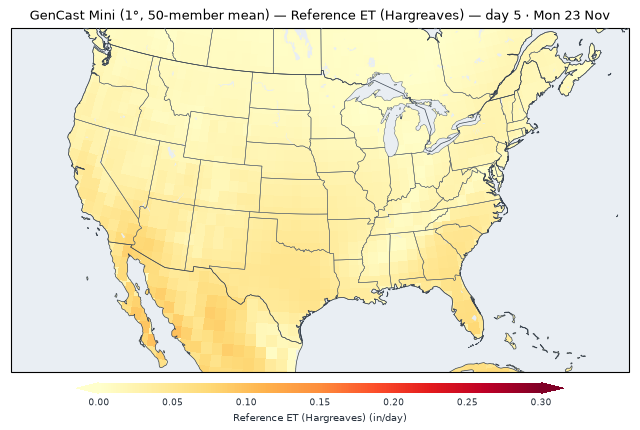 GenCast Mini (1°, 50-member mean) — Reference ET (Hargreaves) — day 5 · Mon 23 Nov
0.00 0.05 0.10 0.15 0.20 0.25 0.30
Reference ET (Hargreaves) (in/day)